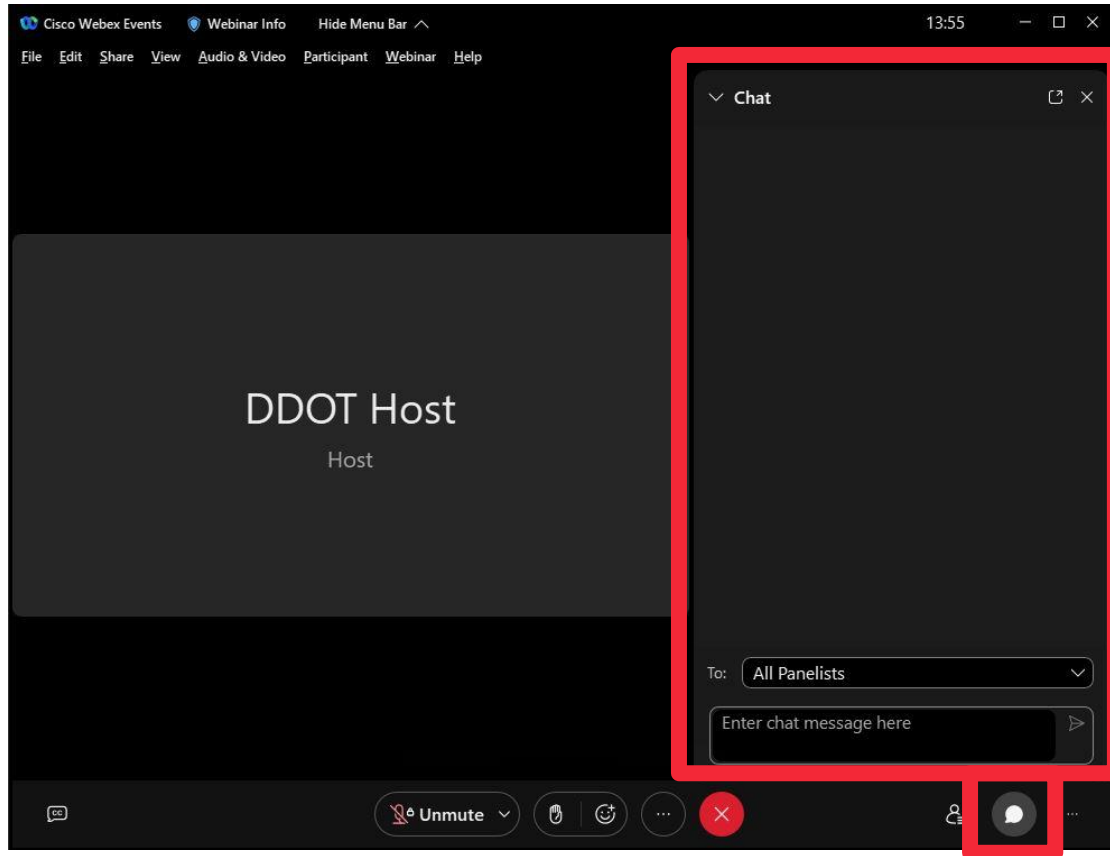 Cisco Webex Events Webinar Info Hide Menu Bar 13:55
File Edit Share View Audio & Video Participant Webinar Help
Chat
DDOT Host
Host
To: All Panelists
Enter chat message here
CC Unmute